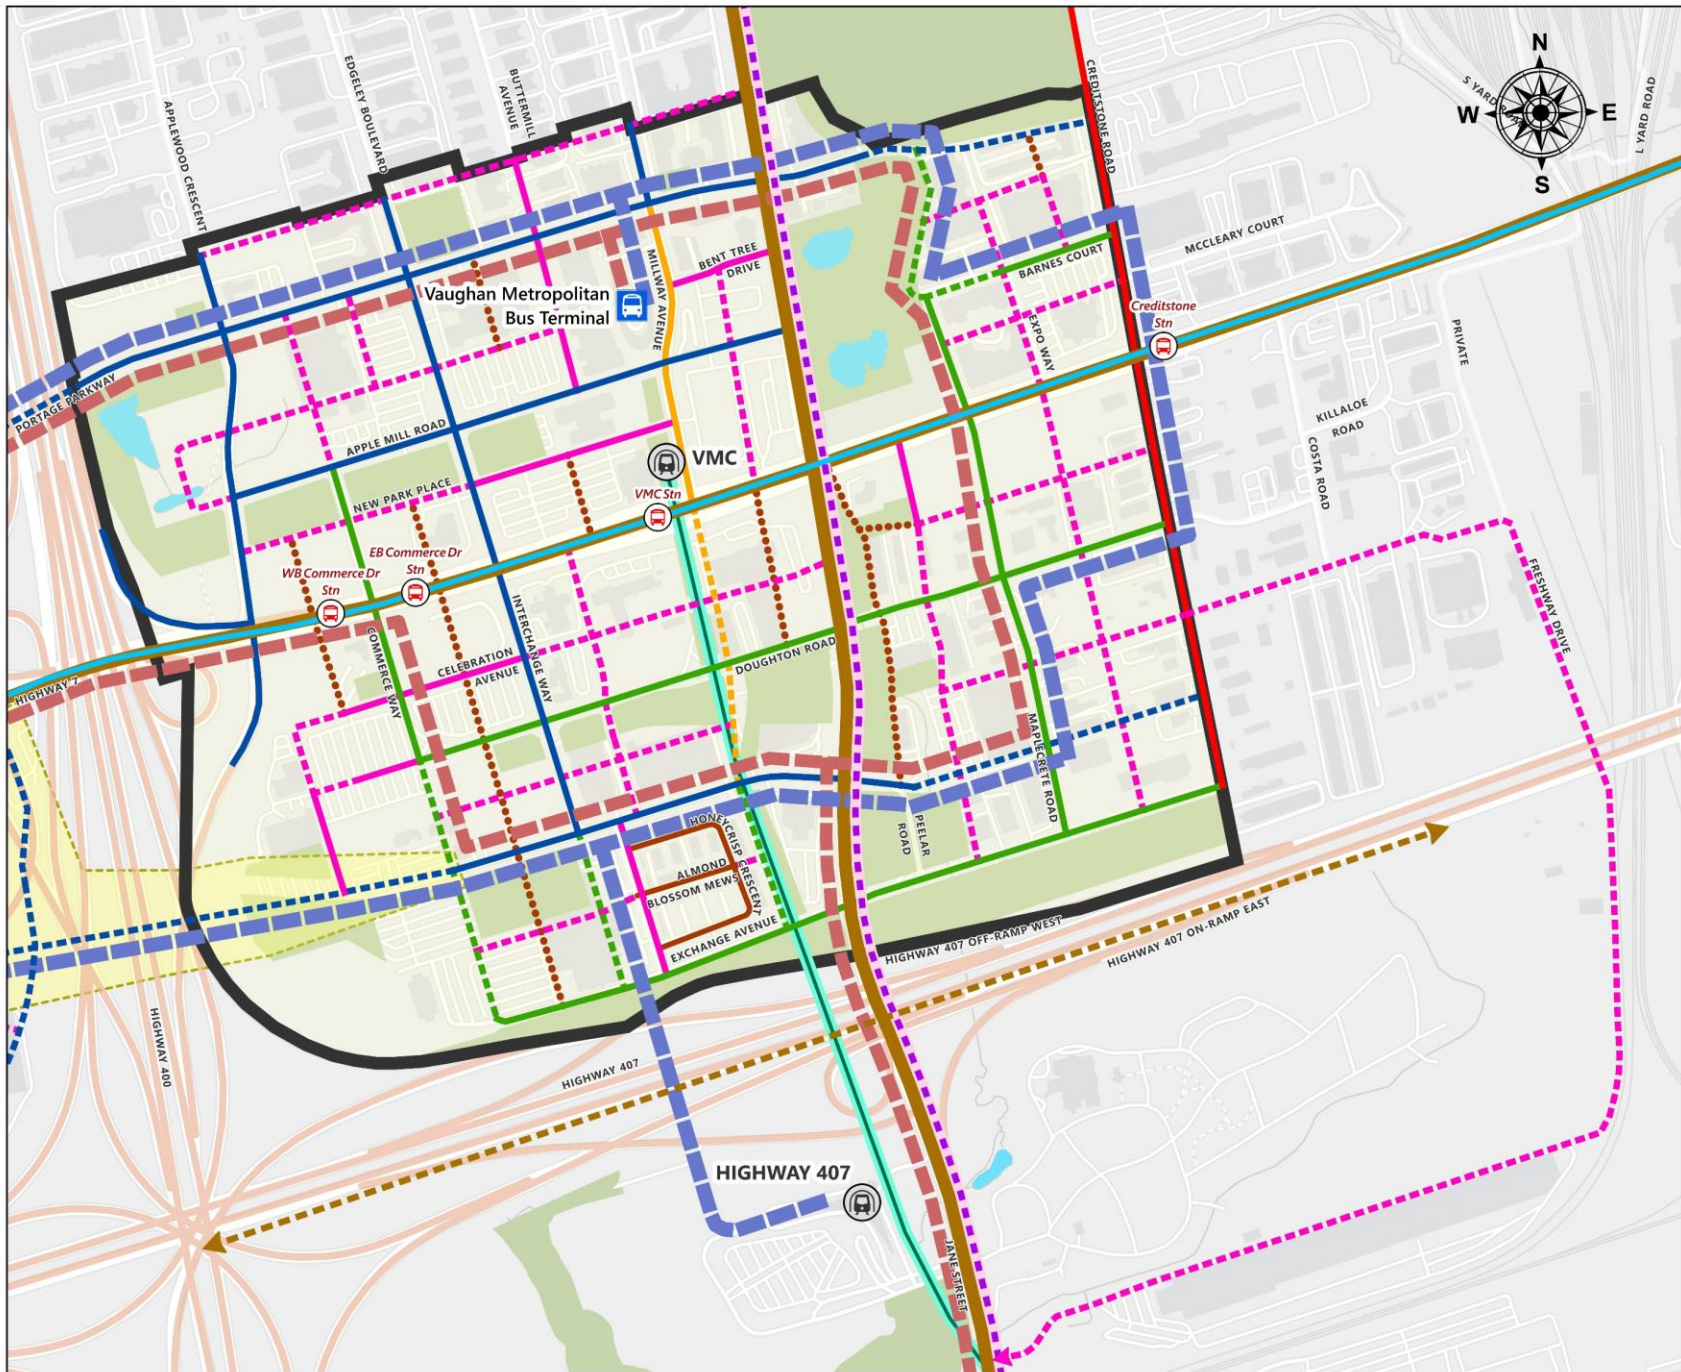 N
W
E
S
S YARD ROAD
L YARD ROAD
APPLEWOOD CRESCENT
EDGELEY BOULEVARD
BUTTERMILL
AVENUE
CREDITSTONE ROAD
MCCLEARY COURT
BENT TREE
DRIVE
MILLWAY AVENUE
BARNES COURT
Vaughan Metropolitan
Bus Terminal
EXPO WAY
Creditstone
Stn
PRIVATE
PORTAGE PARKWAY
APPLE MILL ROAD
KILLALOE
ROAD
COSTA ROAD
VMC
NEW PARK PLACE
VMC Stn
EB Commerce Dr
Stn
WB Commerce Dr
Stn
FRESHWAY DRIVE
INTERCHANGE WAY
COMMERCE WAY
CELEBRATION
AVENUE
DOUGHTON ROAD
HIGHWAY 7
MAPLECRETE ROAD
PEELAR
ROAD
HONEYCRISP CRESCENT
ALMOND
BLOSSOM MEWS
EXCHANGE AVENUE
HIGHWAY 407 OFF-RAMP WEST
HIGHWAY 407 ON-RAMP EAST
HIGHWAY 400
HIGHWAY 407
HIGHWAY 407
JANE STREET